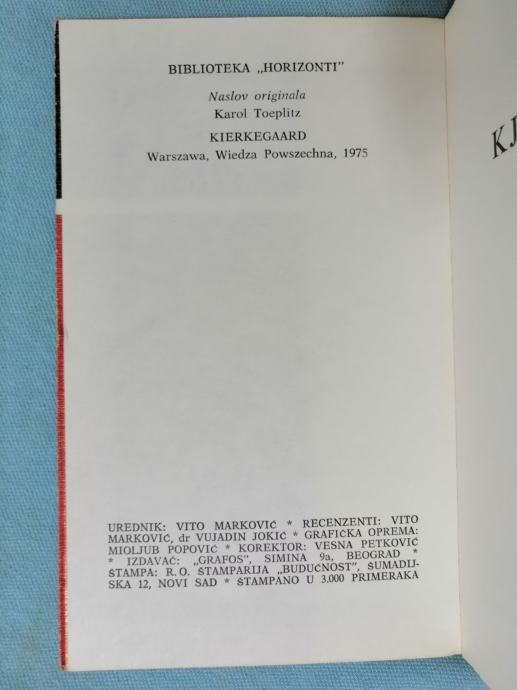 BIBLIOTEKA „HORIZONTI"
Naslov originala
Karol Toeplitz
KIERKEGAARD
Warszawa, Wiedza Powszechna, 1975
KJ
UREDNIK: VITO MARKOVIĆ * RECENZENTI: VITO
MARKOVIĆ, dr VUJADIN JOKIĆ * GRAFIČKA OPREMA:
MIOLJUB POPOVIĆ * KOREKTOR: VESNA PETKOVIĆ
* IZDAVAČ: „GRAFOS", SIMINA 9a, BEOGRAD *
ŠTAMPA: R. O. ŠTAMPARIJA „BUDUĆNOST", ŠUMADIJ-
SKA 12, NOVI SAD * ŠTAMPANO U 3.000 PRIMERAKA